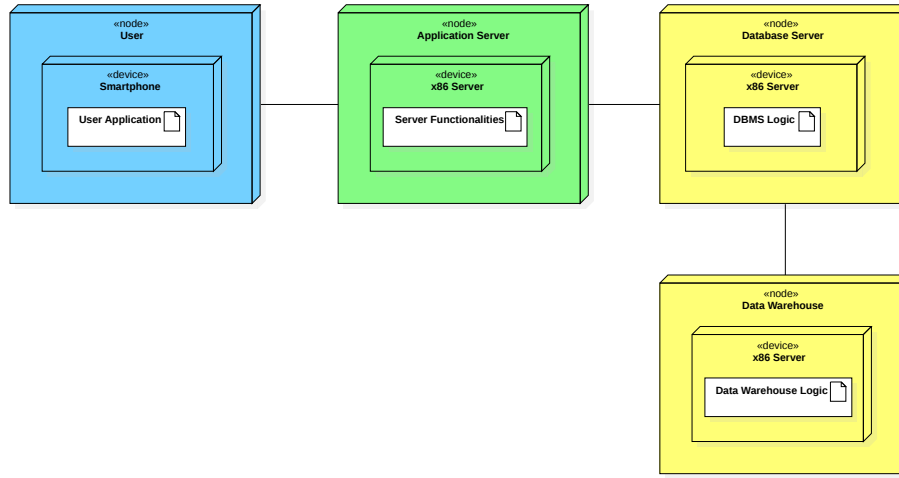 «node»
User
«device»
Smartphone
User Application
«node»
Application Server
«device»
x86 Server
Server Functionalities
«node»
Database Server
«device»
x86 Server
DBMS Logic
«node»
Data Warehouse
«device»
x86 Server
Data Warehouse Logic